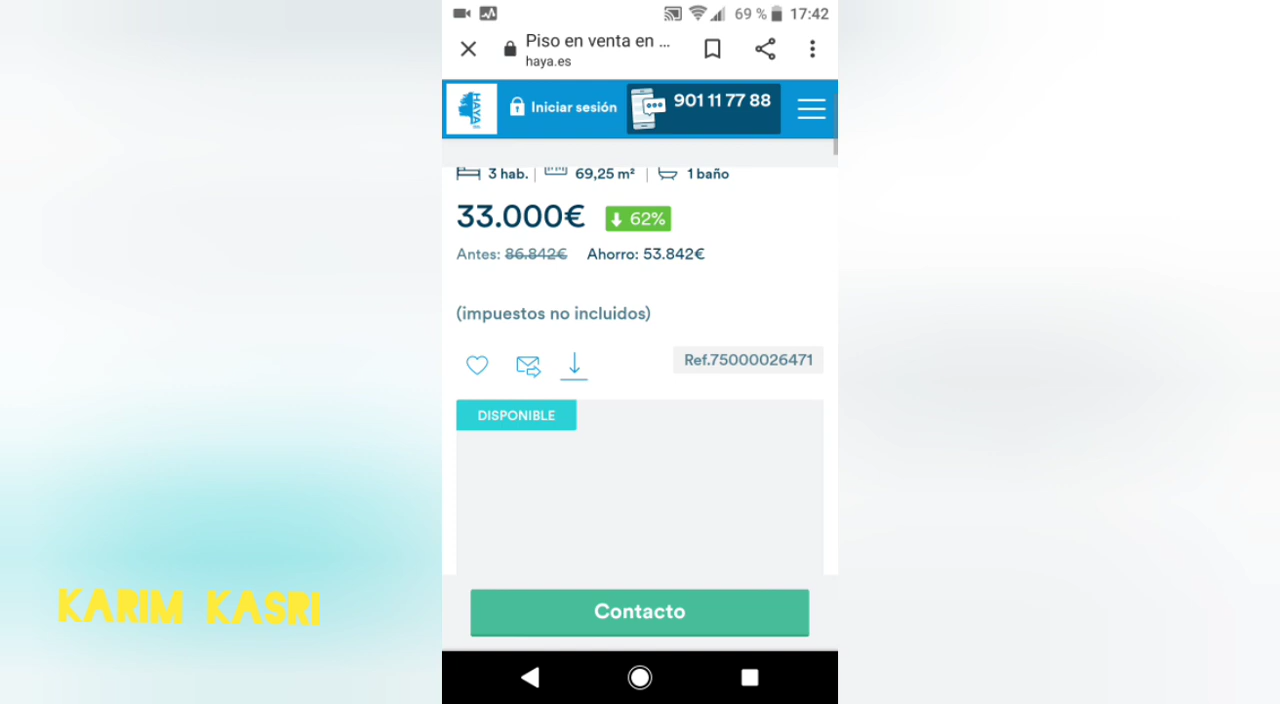 69 % 17:42
Piso en venta en ...
haya.es
HAYA
Iniciar sesión
901 11 77 88
3 hab. 69,25 m² 1 baño
33.000€ 62%
Antes: 86.842€ Ahorro: 53.842€
(impuestos no incluidos)
Ref.75000026471
DISPONIBLE
Contacto
KARIM KASRI